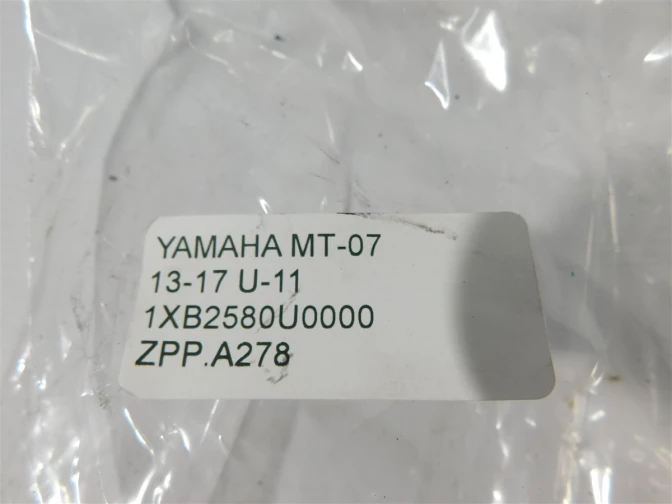 YAMAHA MT-07
13-17 U-11
1XB2580U0000
ZPP.A278